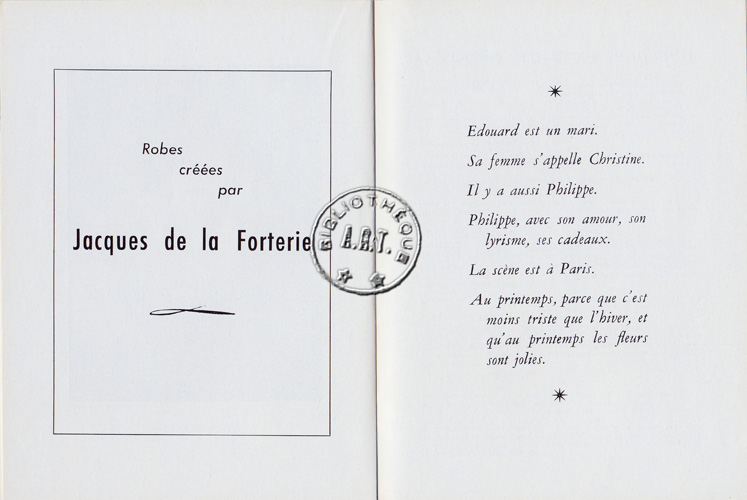 Robes
créées
par
Jacques de la Forterie
BIBLIOTHÈQUE
A.R.T.
Edouard est un mari.
Sa femme s'appelle Christine.
Il y a aussi Philippe.
Philippe, avec son amour, son
lyrisme, ses cadeaux.
La scène est à Paris.
Au printemps, parce que c'est
moins triste que l'hiver, et
qu'au printemps les fleurs
sont jolies.